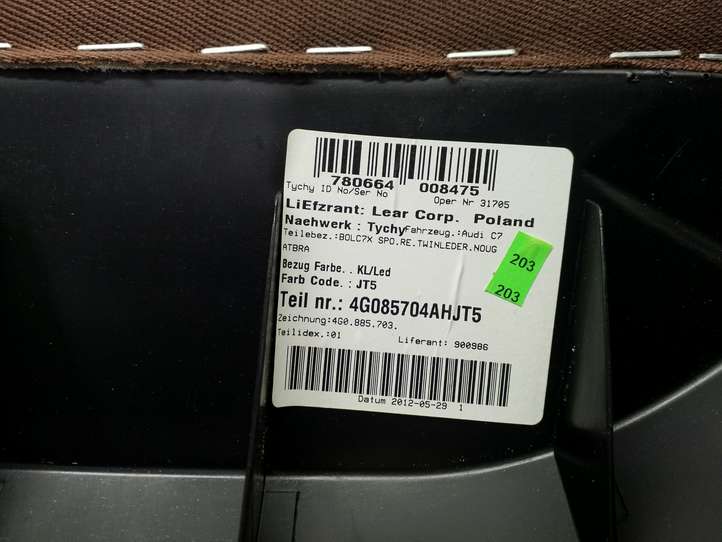 780664 008475
Tychy ID No/Ser No Oper Nr 31705
LiEfzrant: Lear Corp. Poland
Naehwerk : Tychy Fahrzeug.:Audi C7
Teilebez.:BOLC7X SPO.RE.TWINLEDER.NOUG
ATBRA
Bezug Farbe. . KL/Led
Farb Code. : JT5
Teil nr.: 4G085704AHJT5
Zeichnung:4G0.885.703.
Teilidex.:01 Liferant: 900986
Datum 2012-05-29 1
203
203